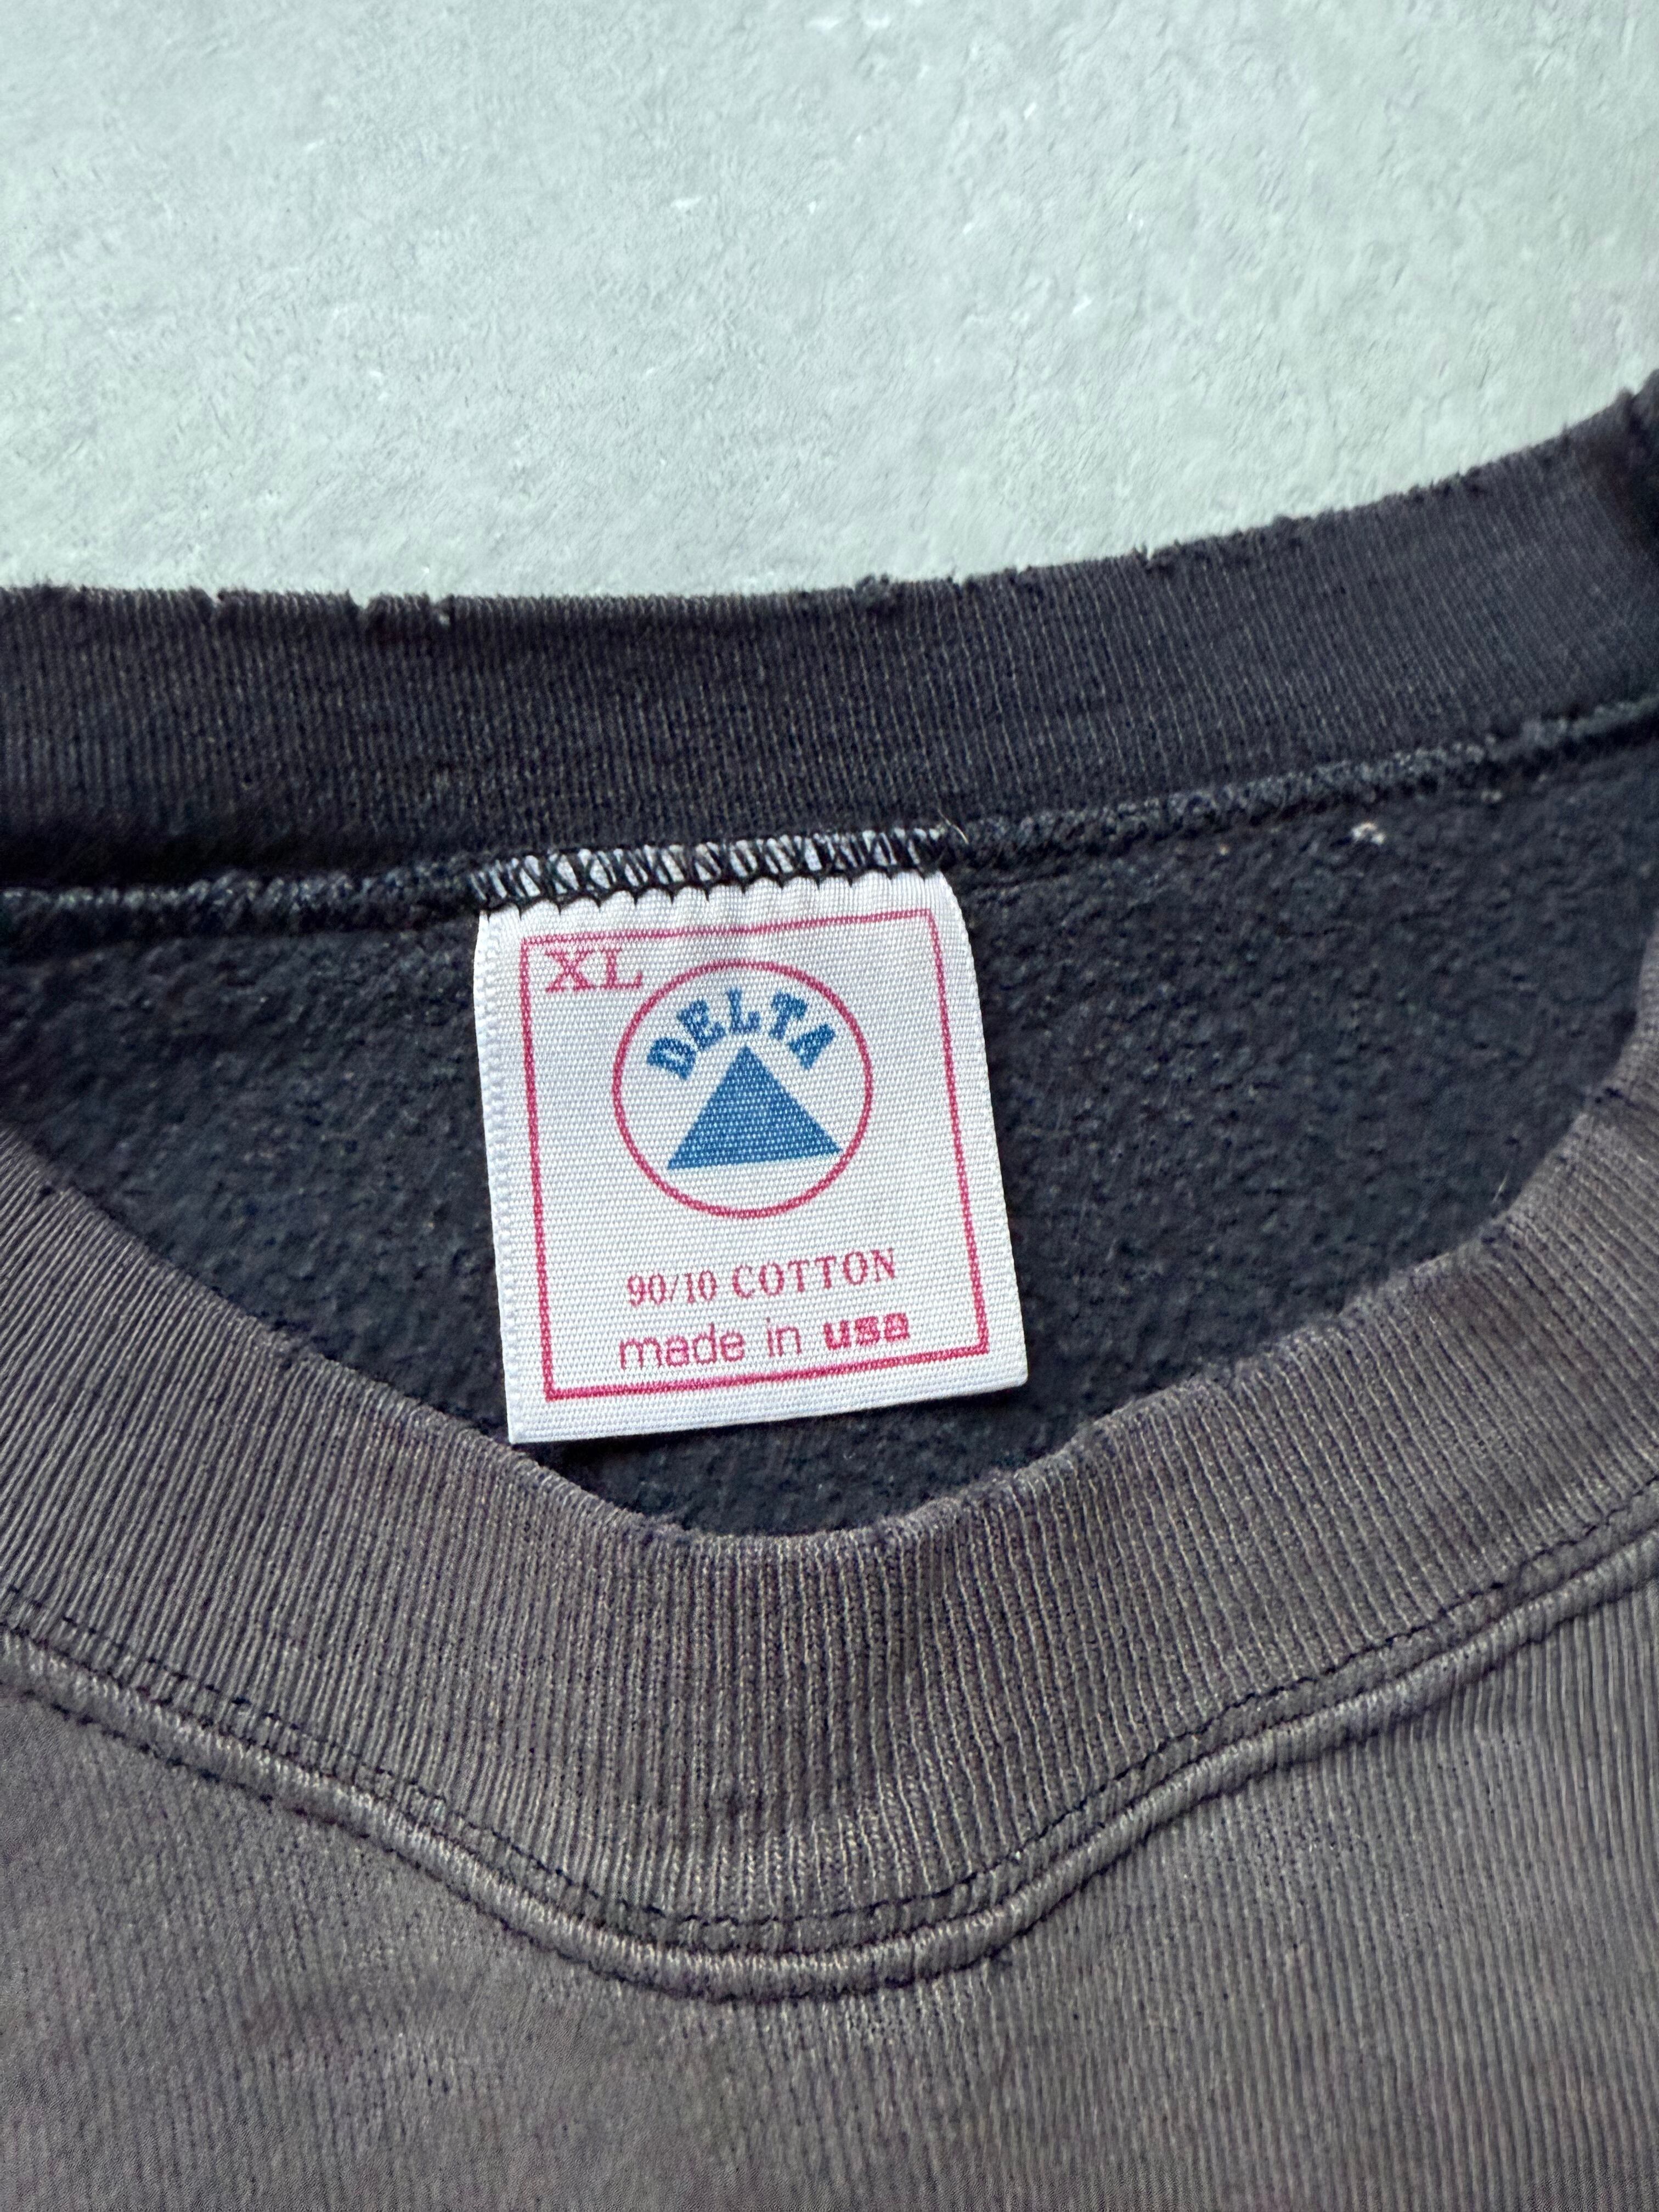 XL
DELTA
90/10 COTTON
made in usa